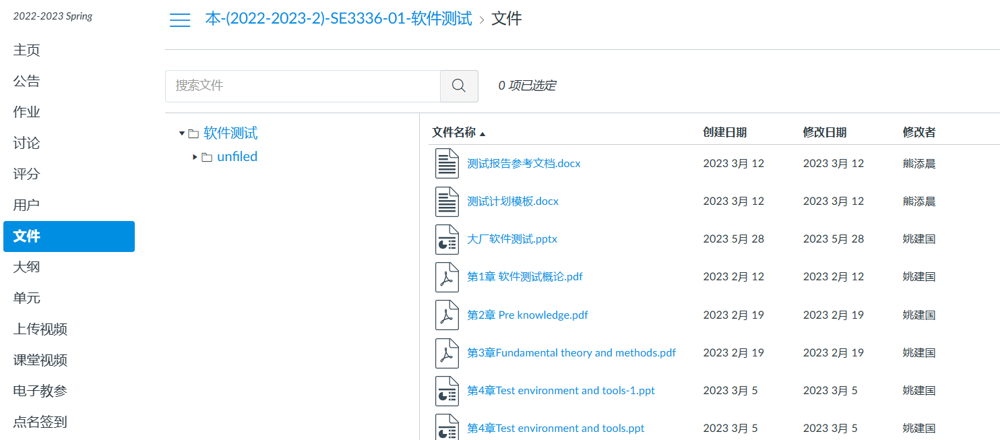 2022-2023 Spring
主页
公告
作业
讨论
评分
用户
文件
大纲
单元
上传视频
课堂视频
电子教参
点名签到
本-(2022-2023-2)-SE3336-01-软件测试 › 文件
搜索文件
0 项已选定
软件测试
unfiled
文件名称 创建日期 修改日期 修改者
测试报告参考文档.docx 2023 3月 12 2023 3月 12 熊添晨
测试计划模板.docx 2023 3月 12 2023 3月 12 熊添晨
大厂软件测试.pptx 2023 5月 28 2023 5月 28 姚建国
第1章 软件测试概论.pdf 2023 2月 12 2023 2月 12 姚建国
第2章 Pre knowledge.pdf 2023 2月 19 2023 2月 19 姚建国
第3章Fundamental theory and methods.pdf 2023 2月 19 2023 2月 19 姚建国
第4章Test environment and tools-1.ppt 2023 3月 5 2023 3月 5 姚建国
第4章Test environment and tools.ppt 2023 3月 5 2023 3月 5 姚建国